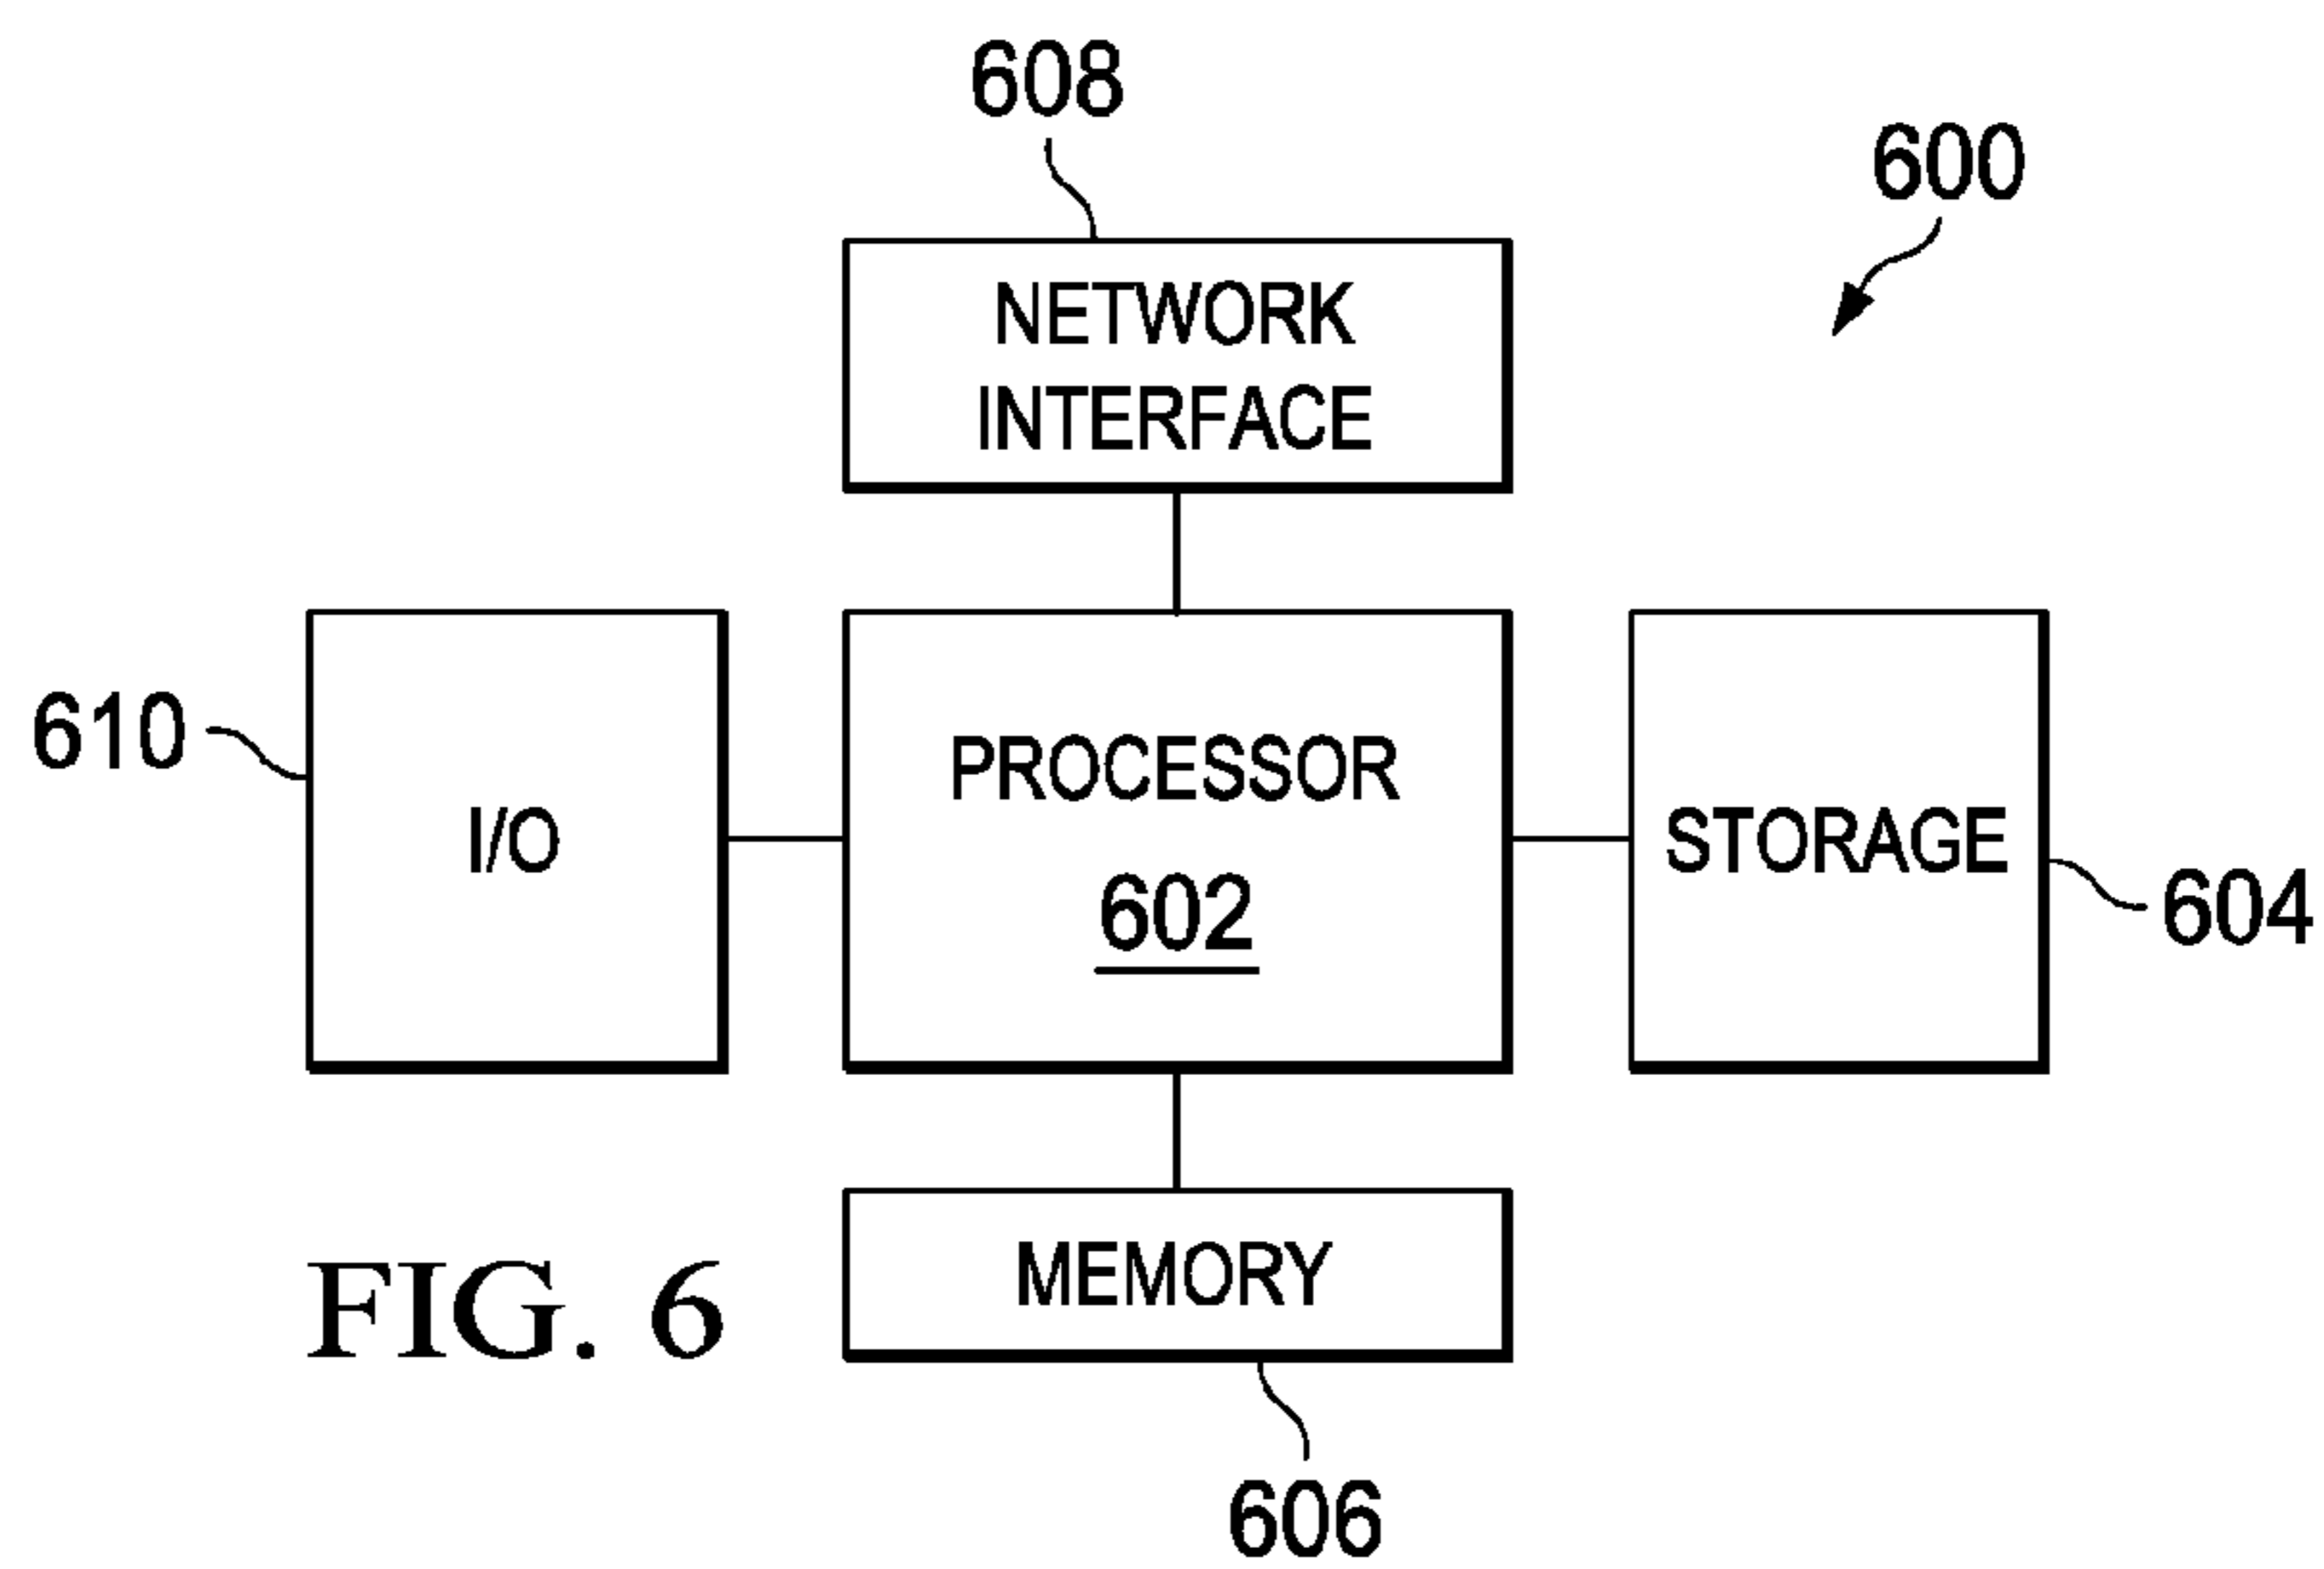 608
600
NETWORK
INTERFACE
610
I/O
PROCESSOR
602
STORAGE
604
MEMORY
FIG. 6
606